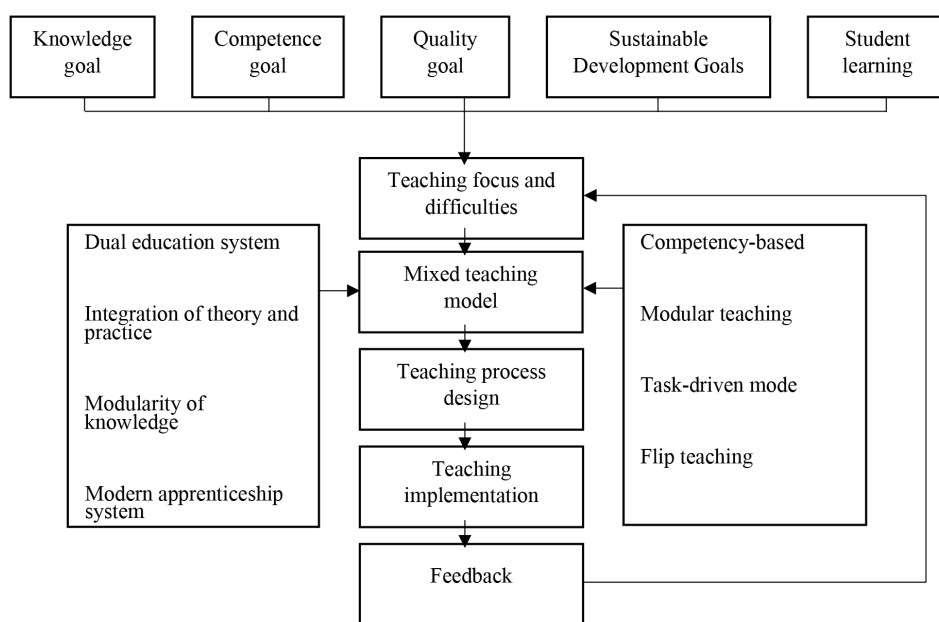 Knowledge
goal
Competence
goal
Quality
goal
Sustainable
Development Goals
Student
learning
Teaching focus and
difficulties
Dual education system
Integration of theory and
practice
Modularity of
knowledge
Modern apprenticeship
system
Mixed teaching
model
Competency-based
Modular teaching
Task-driven mode
Flip teaching
Teaching process
design
Teaching
implementation
Feedback